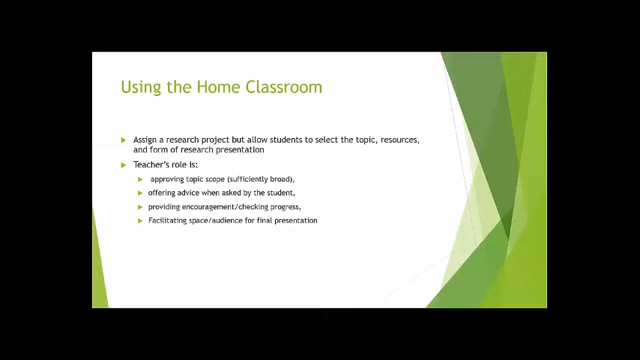 Using the Home Classroom
Assign a research project but allow students to select the topic, resources,
and form of research presentation
Teacher's role is:
approving topic scope (sufficiently broad),
offering advice when asked by the student,
providing encouragement/checking progress,
Facilitating space/audience for final presentation